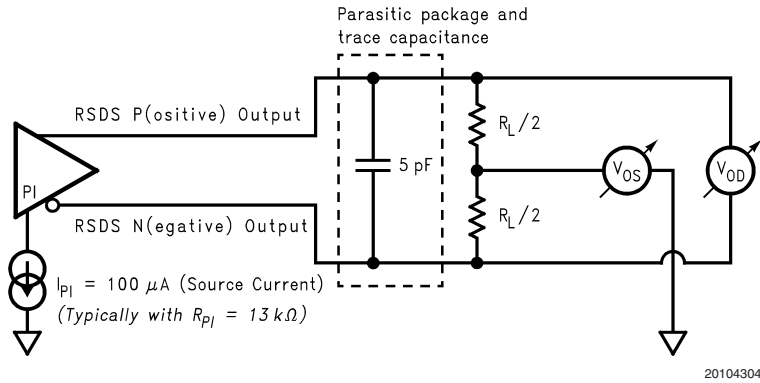 Parasitic package and
trace capacitance
RSDS P(ositive) Output
R_L/2
PI
5 pF
V_OS
V_OD
R_L/2
RSDS N(egative) Output
I_PI = 100 μA (Source Current)
(Typically with R_PI = 13 kΩ)
20104304